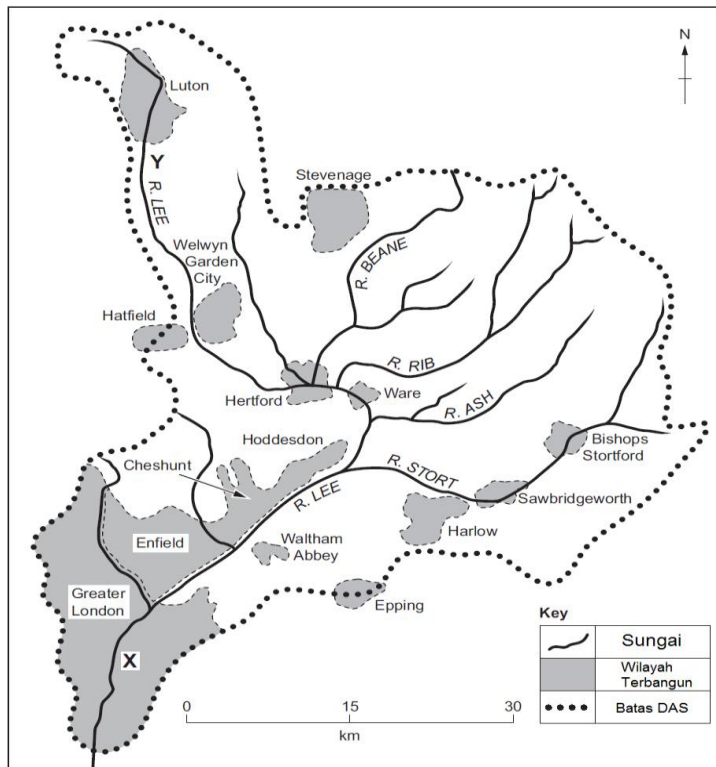 N
Luton
Y
R. LEE
Stevenage
R. BEANE
Welwyn
Garden
City
Hatfield
R. RIB
Hertford
Ware
R. ASH
Hoddesdon
Bishops
Stortford
Cheshunt
R. STORT
R. LEE
Sawbridgeworth
Enfield
Waltham
Abbey
Harlow
Greater
London
Epping
X
0 15 30
km
Key
Sungai
Wilayah
Terbangun
Batas DAS